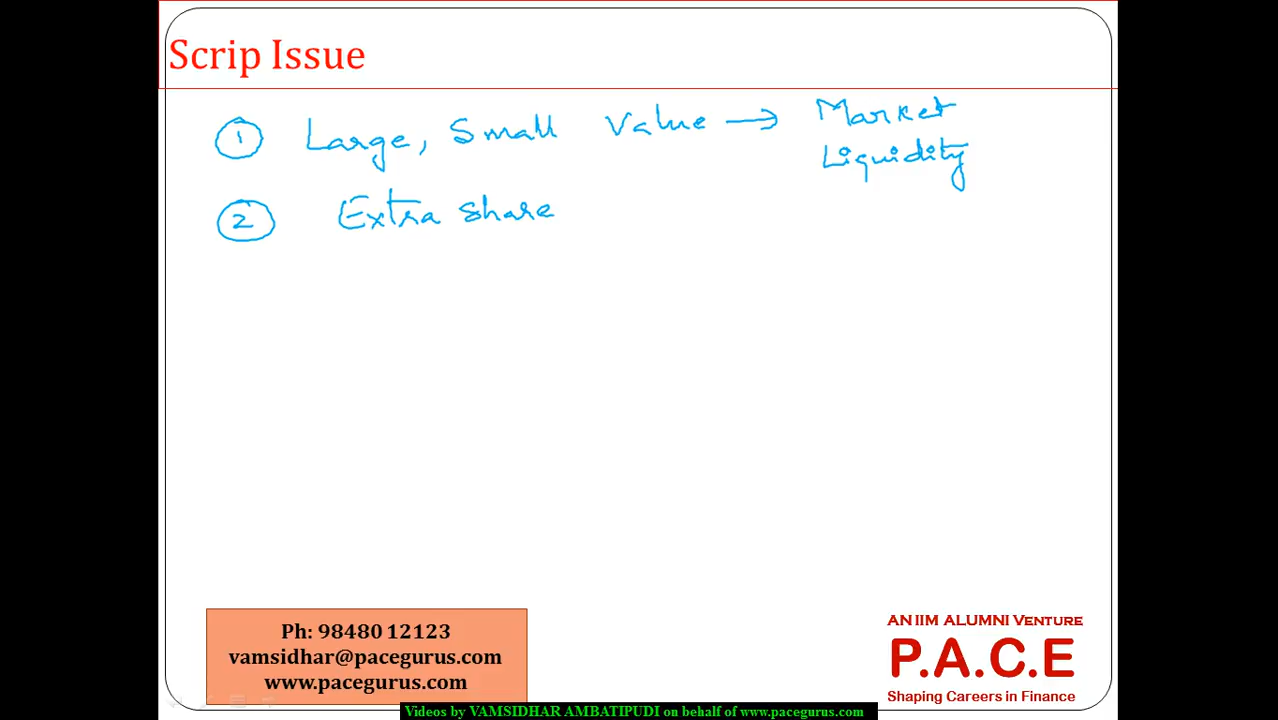 Scrip Issue
1 Large, Small Value → Market
Liquidity
2 Extra share
Ph: 98480 12123
vamsidhar@pacegurus.com
www.pacegurus.com
AN IIM ALUMNI VENTURE
P.A.C.E
Shaping Careers in Finance
Videos by VAMSIDHAR AMBATIPUDI on behalf of www.pacegurus.com